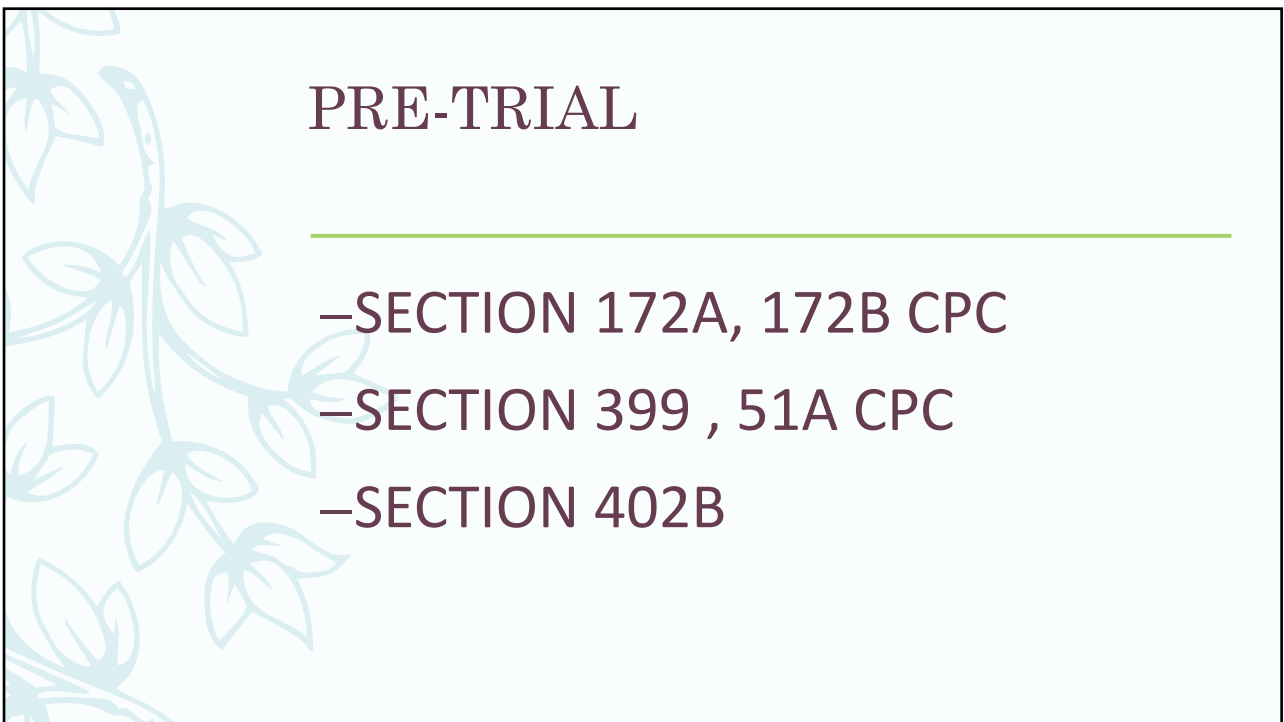 PRE-TRIAL
–SECTION 172A, 172B CPC
–SECTION 399 , 51A CPC
–SECTION 402B